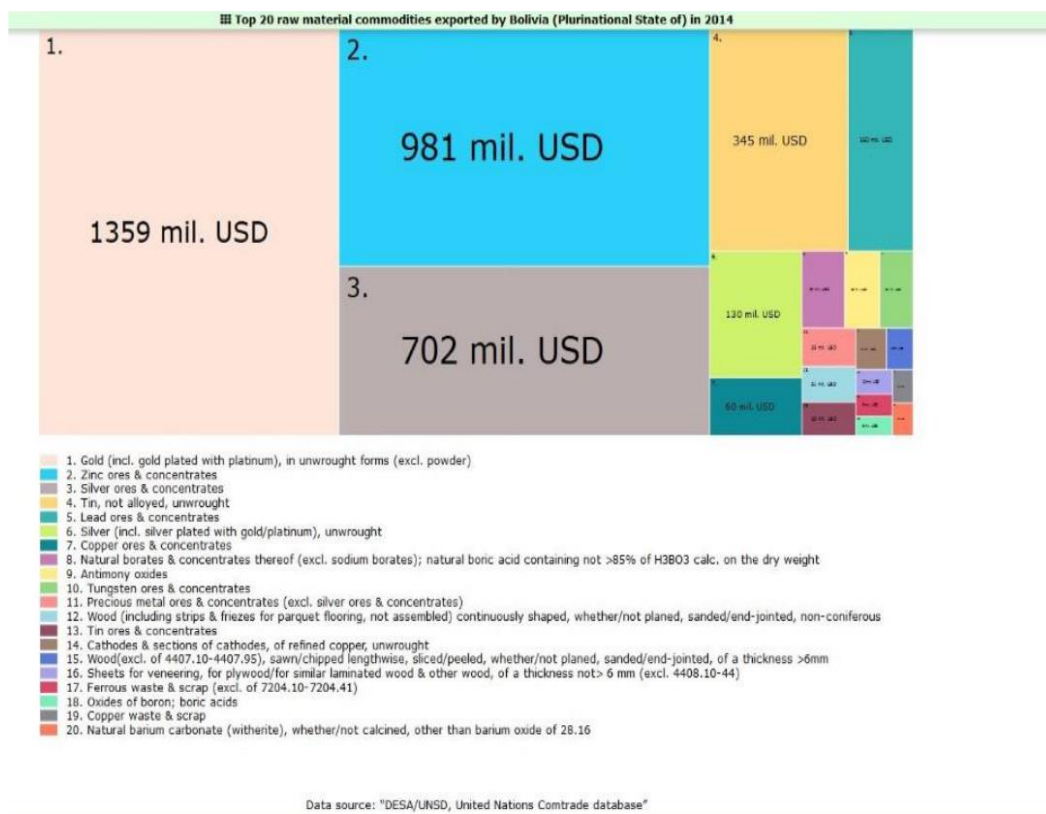 Top 20 raw material commodities exported by Bolivia (Plurinational State of) in 2014
1.
1359 mil. USD
2.
981 mil. USD
3.
702 mil. USD
4.
345 mil. USD
130 mil. USD
60 mil. USD
1. Gold (incl. gold plated with platinum), in unwrought forms (excl. powder)
2. Zinc ores & concentrates
3. Silver ores & concentrates
4. Tin, not alloyed, unwrought
5. Lead ores & concentrates
6. Silver (incl. silver plated with gold/platinum), unwrought
7. Copper ores & concentrates
8. Natural borates & concentrates thereof (excl. sodium borates); natural boric acid containing not >85% of H3BO3 calc. on the dry weight
9. Antimony oxides
10. Tungsten ores & concentrates
11. Precious metal ores & concentrates (excl. silver ores & concentrates)
12. Wood (including strips & friezes for parquet flooring, not assembled) continuously shaped, whether/not planed, sanded/end-jointed, non-coniferous
13. Tin ores & concentrates
14. Cathodes & sections of cathodes, of refined copper, unwrought
15. Wood(excl. of 4407.10-4407.95), sawn/chipped lengthwise, sliced/peeled, whether/not planed, sanded/end-jointed, of a thickness >6mm
16. Sheets for veneering, for plywood/for similar laminated wood & other wood, of a thickness not> 6 mm (excl. 4408.10-44)
17. Ferrous waste & scrap (excl. of 7204.10-7204.41)
18. Oxides of boron; boric acids
19. Copper waste & scrap
20. Natural barium carbonate (witherite), whether/not calcined, other than barium oxide of 28.16
Data source: "DESA/UNSD, United Nations Comtrade database"